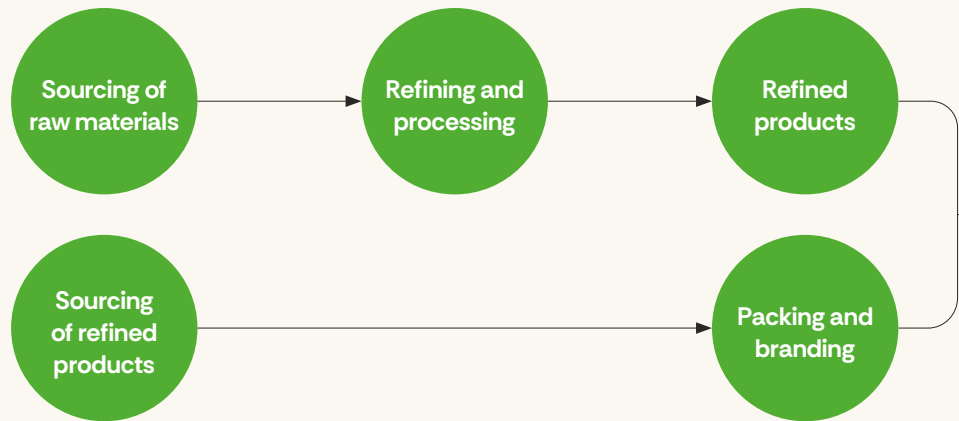 Sourcing of
raw materials
Refining and
processing
Refined
products
Sourcing
of refined
products
Packing and
branding